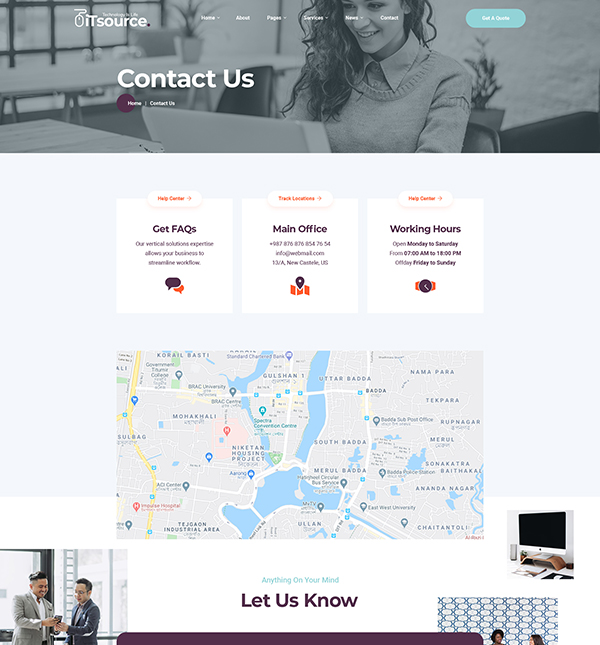 Technology is Life
iTsource.
Home
About
Pages
Services
News
Contact
Get A Quote
Contact Us
Home | Contact Us
Help Center →
Get FAQs
Our vertical solutions expertise
allows your business to
streamline workflow.
Track Locations →
Main Office
+987 876 876 854 76 54
info@webmail.com
13/A, New Castele, US
Help Center →
Working Hours
Open Monday to Saturday
From 07:00 AM to 18:00 PM
Offday Friday to Sunday
KORAIL BASTI
Standard Chartered Bank
Government
Titumir
College
GULSHAN 1
UTTAR BADDA
NAMA PARA
BRAC University
BRAC Centre
BADDA
TEKPARA
Spectra
Convention Centre
MOHAKHALI
Badda Sub Post Office
RUPNAGAR
SULBAG
NIKETAN
HOUSING
PROJECT
SOUTH BADDA
MERUL
SONAKATRA
Aarong
MERUL BADDA
Badda Police Station
BAITHAKHALI
ACI Center
Hatirjheel Circular
Bus Service
ANANDA NAGAR
Impulse Hospital
East West University
TEJGAON
INDUSTRIAL AREA
ULLAN
CHAITANTOLI
Anything On Your Mind
Let Us Know